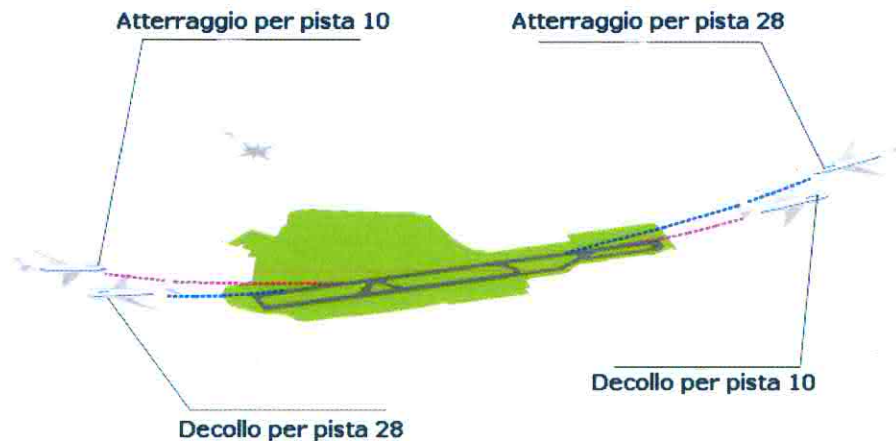 Atterraggio per pista 10
Atterraggio per pista 28
Decollo per pista 10
Decollo per pista 28